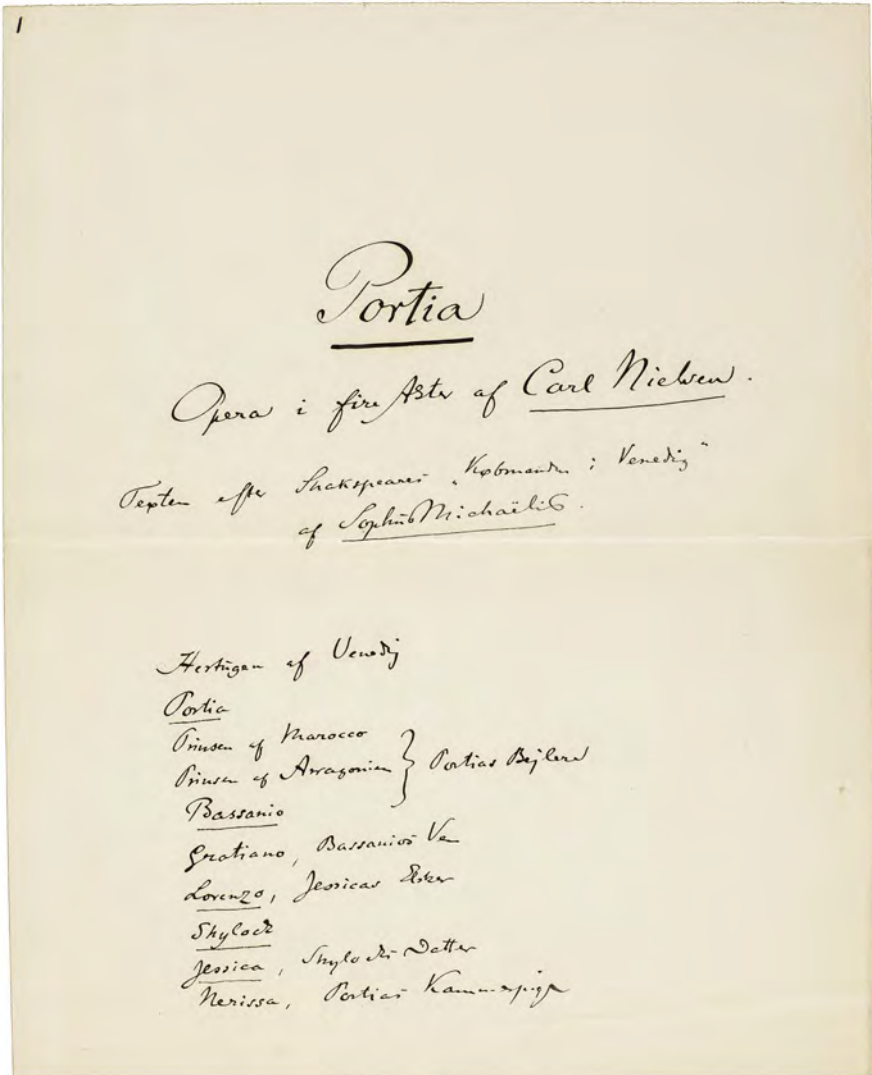 1
Portia
Opera i fire Akter af Carl Nielsen.
Texten efter Shakspeares „Købmanden i Venedig“
af Sophus Michaëlis.
Hertugen af Venedig
Portia
Prinsen af Marocco
Prinsen af Arragonien } Portias Bejlere
Bassanio
Gratiano, Bassanios Ven
Lorenzo, Jessicas Elsker
Shylock
Jessica, Shylocks Datter
Nerissa, Portias Kammerpige